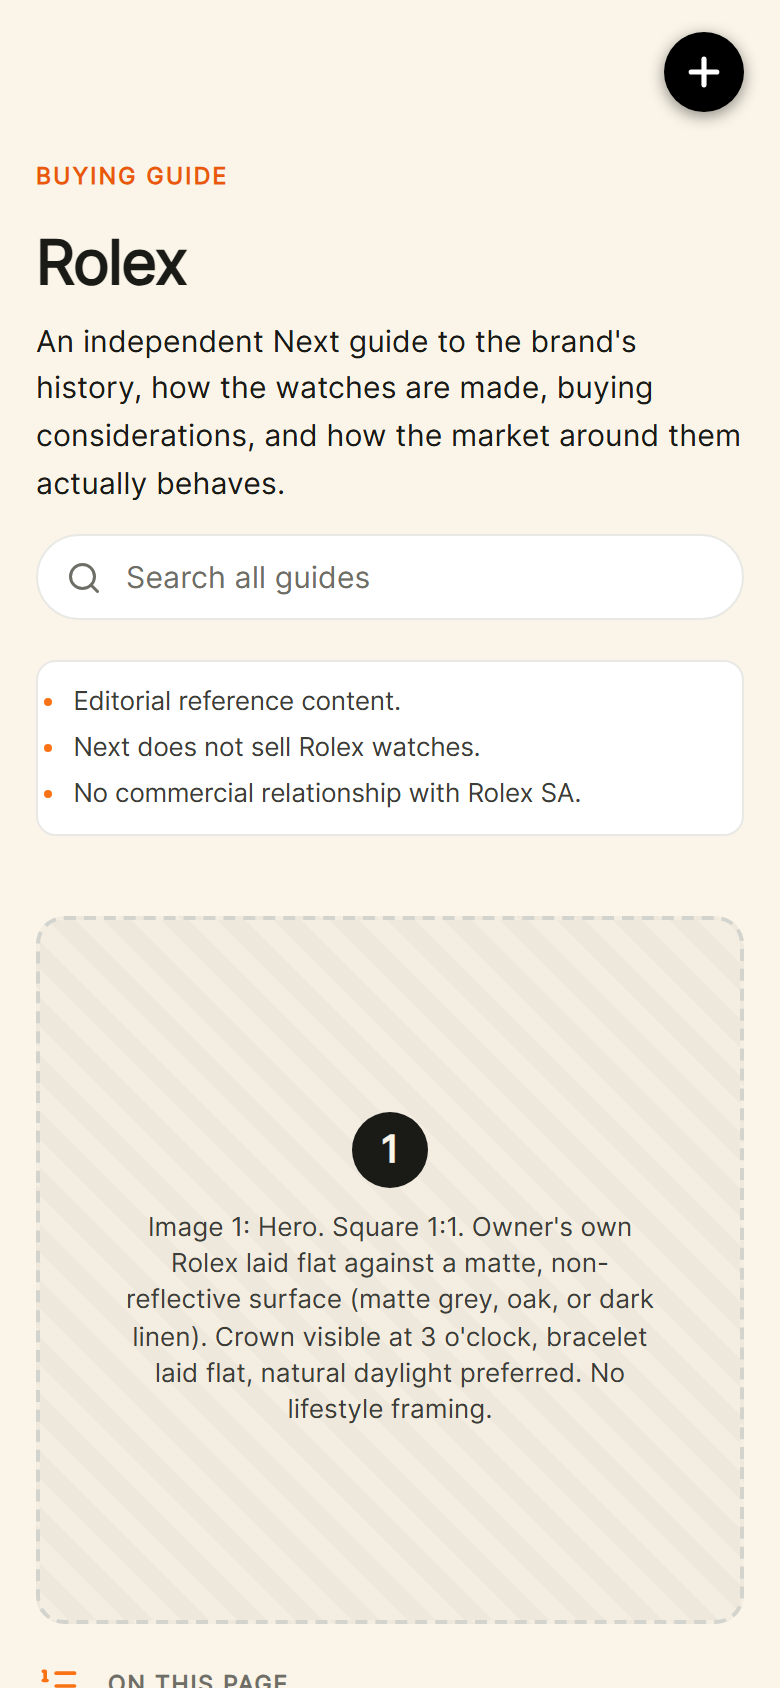 BUYING GUIDE
Rolex
An independent Next guide to the brand's
history, how the watches are made, buying
considerations, and how the market around them
actually behaves.
Search all guides
Editorial reference content.
Next does not sell Rolex watches.
No commercial relationship with Rolex SA.
1
Image 1: Hero. Square 1:1. Owner's own
Rolex laid flat against a matte, non-
reflective surface (matte grey, oak, or dark
linen). Crown visible at 3 o'clock, bracelet
laid flat, natural daylight preferred. No
lifestyle framing.
ON THIS PAGE